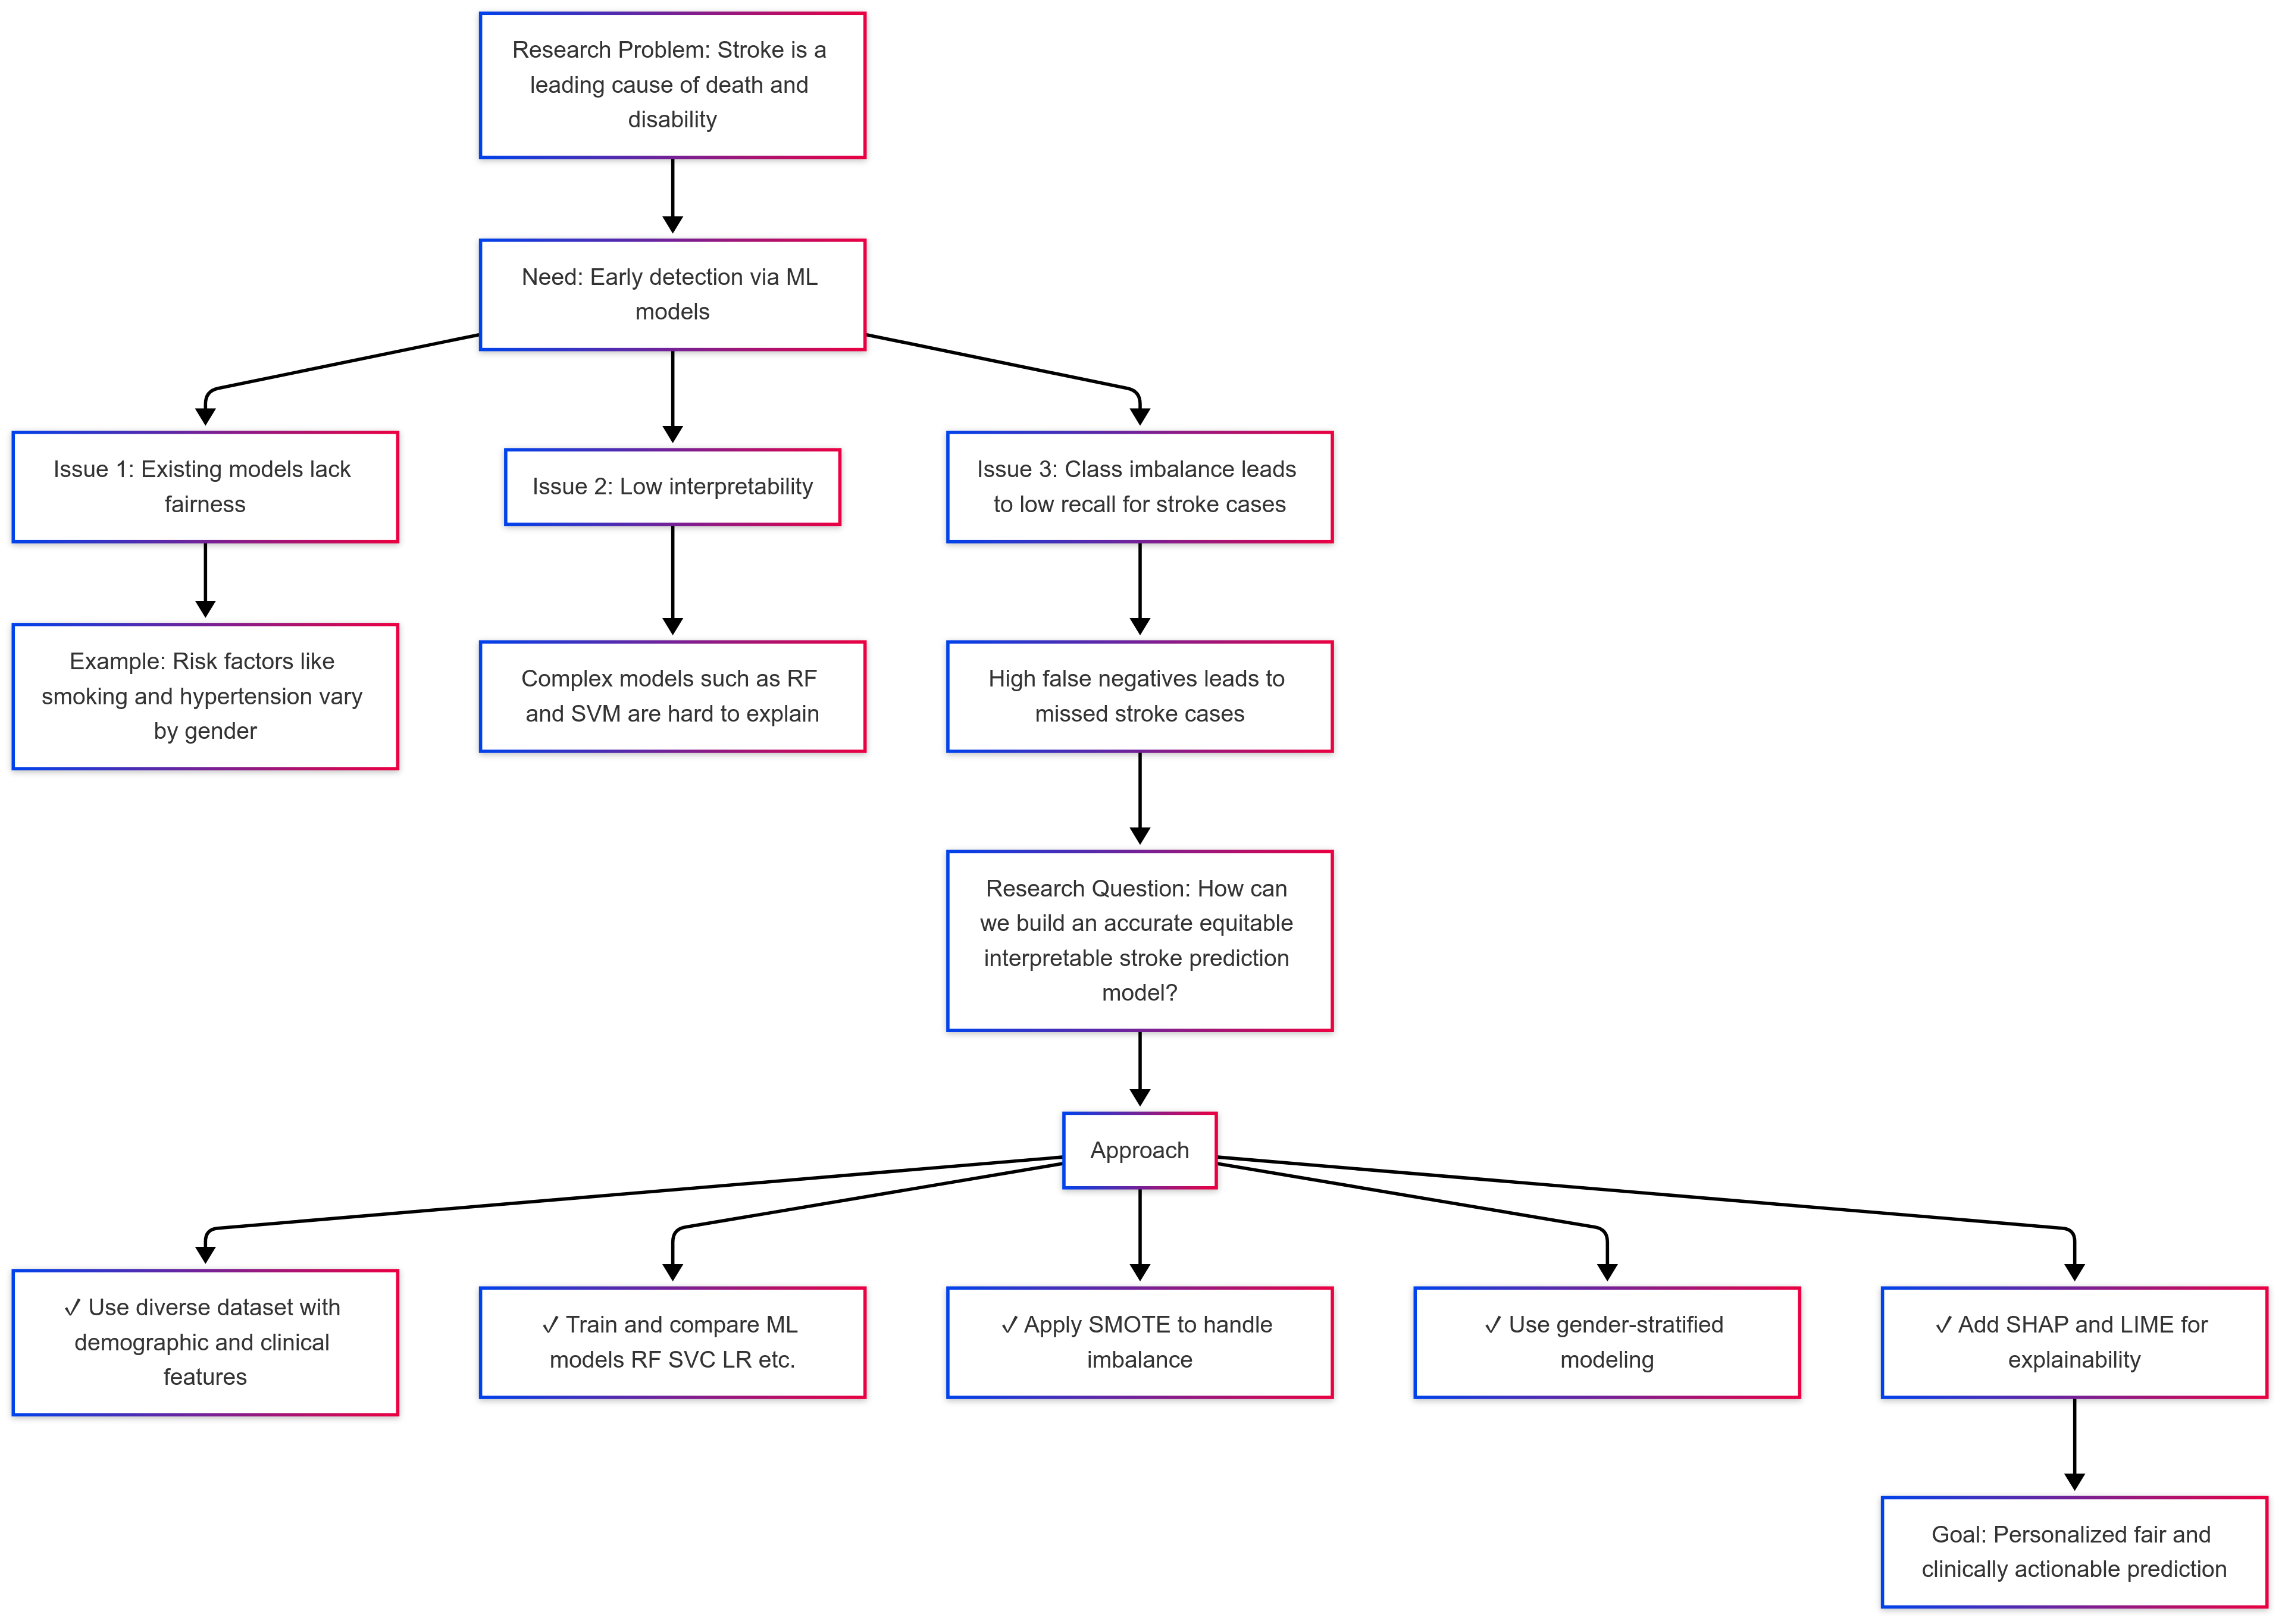 Research Problem: Stroke is a
leading cause of death and
disability
Need: Early detection via ML
models
Issue 1: Existing models lack
fairness
Issue 2: Low interpretability
Issue 3: Class imbalance leads
to low recall for stroke cases
Example: Risk factors like
smoking and hypertension vary
by gender
Complex models such as RF
and SVM are hard to explain
High false negatives leads to
missed stroke cases
Research Question: How can
we build an accurate equitable
interpretable stroke prediction
model?
Approach
✓ Use diverse dataset with
demographic and clinical
features
✓ Train and compare ML
models RF SVC LR etc.
✓ Apply SMOTE to handle
imbalance
✓ Use gender-stratified
modeling
✓ Add SHAP and LIME for
explainability
Goal: Personalized fair and
clinically actionable prediction